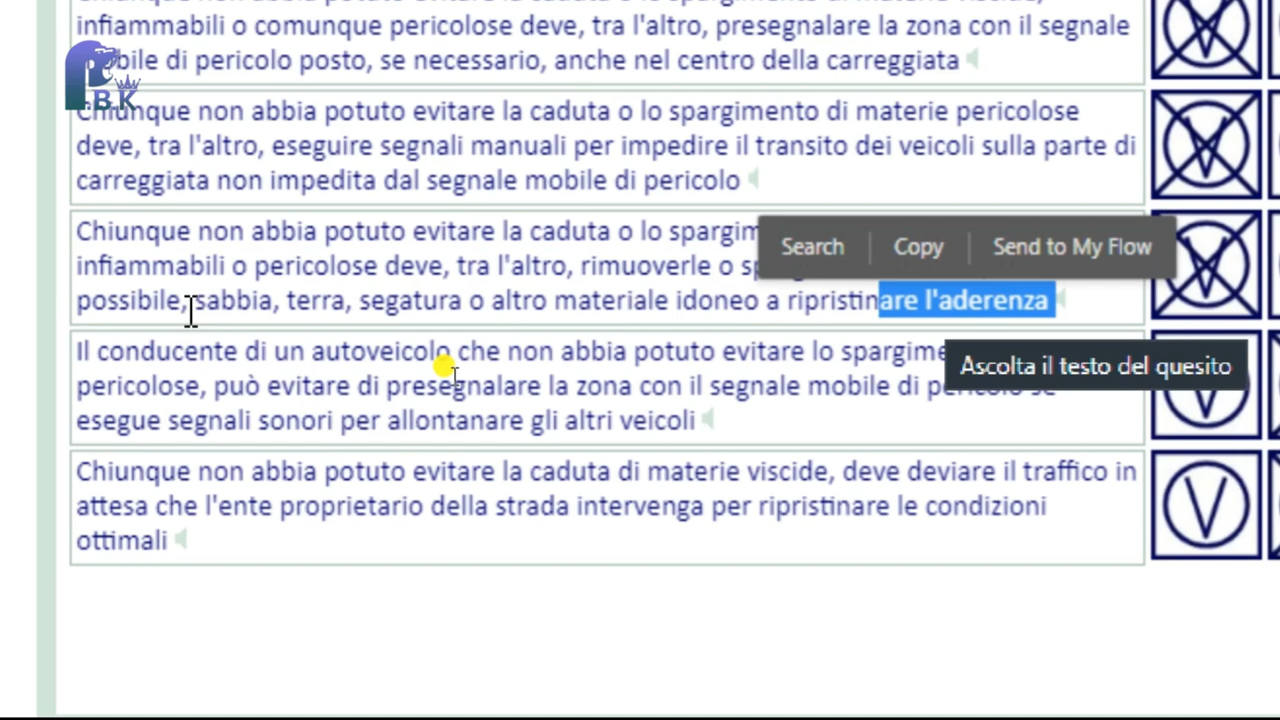 infiammabili o comunque pericolose deve, tra l'altro, presegnalare la zona con il segnale
mobile di pericolo posto, se necessario, anche nel centro della carreggiata
V
BK
Chiunque non abbia potuto evitare la caduta o lo spargimento di materie pericolose
deve, tra l'altro, eseguire segnali manuali per impedire il transito dei veicoli sulla parte di
carreggiata non impedita dal segnale mobile di pericolo
V
Chiunque non abbia potuto evitare la caduta o lo spargim
Search Copy Send to My Flow
infiammabili o pericolose deve, tra l'altro, rimuoverle o sp
possibile, sabbia, terra, segatura o altro materiale idoneo a ripristinare l'aderenza
V
Il conducente di un autoveicolo che non abbia potuto evitare lo spargime
Ascolta il testo del quesito
pericolose, può evitare di presegnalare la zona con il segnale mobile di pericolo se
esegue segnali sonori per allontanare gli altri veicoli
V
Chiunque non abbia potuto evitare la caduta di materie viscide, deve deviare il traffico in
attesa che l'ente proprietario della strada intervenga per ripristinare le condizioni
ottimali
V